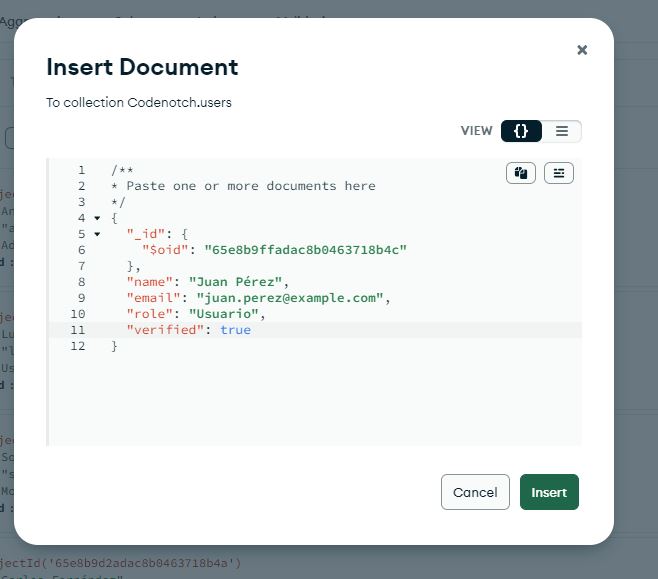 Insert Document
To collection Codenotch.users
VIEW {}
1 /**
2 * Paste one or more documents here
3 */
4 {
5 "_id": {
6 "$oid": "65e8b9ffadac8b0463718b4c"
7 },
8 "name": "Juan Pérez",
9 "email": "juan.perez@example.com",
10 "role": "Usuario",
11 "verified": true
12 }
Cancel Insert
jectId('65e8b9d2adac8b0463718b4a')